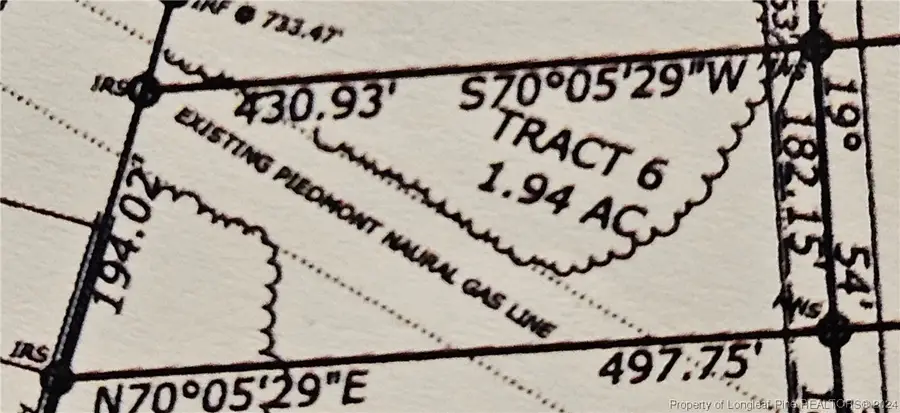 IRF @ 733.47'
53'
IRS
430.93'
S70°05'29"W
TRACT 6
1.94 AC
EXISTING PIEDMONT NAURAL GAS LINE
194.02'
182.15'
19°
54'
IRS
N70°05'29"E
497.75'
Property of Longleaf Pine REALTORS© 2024